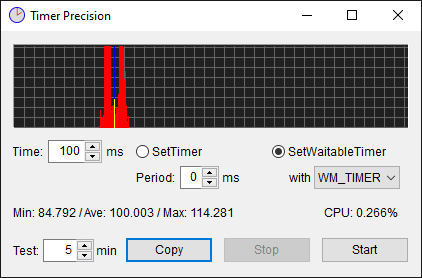 Timer Precision
Time: 100 ms SetTimer SetWaitableTimer
Period: 0 ms with WM_TIMER
Min: 84.792 / Ave: 100.003 / Max: 114.281 CPU: 0.266%
Test: 5 min Copy Stop Start